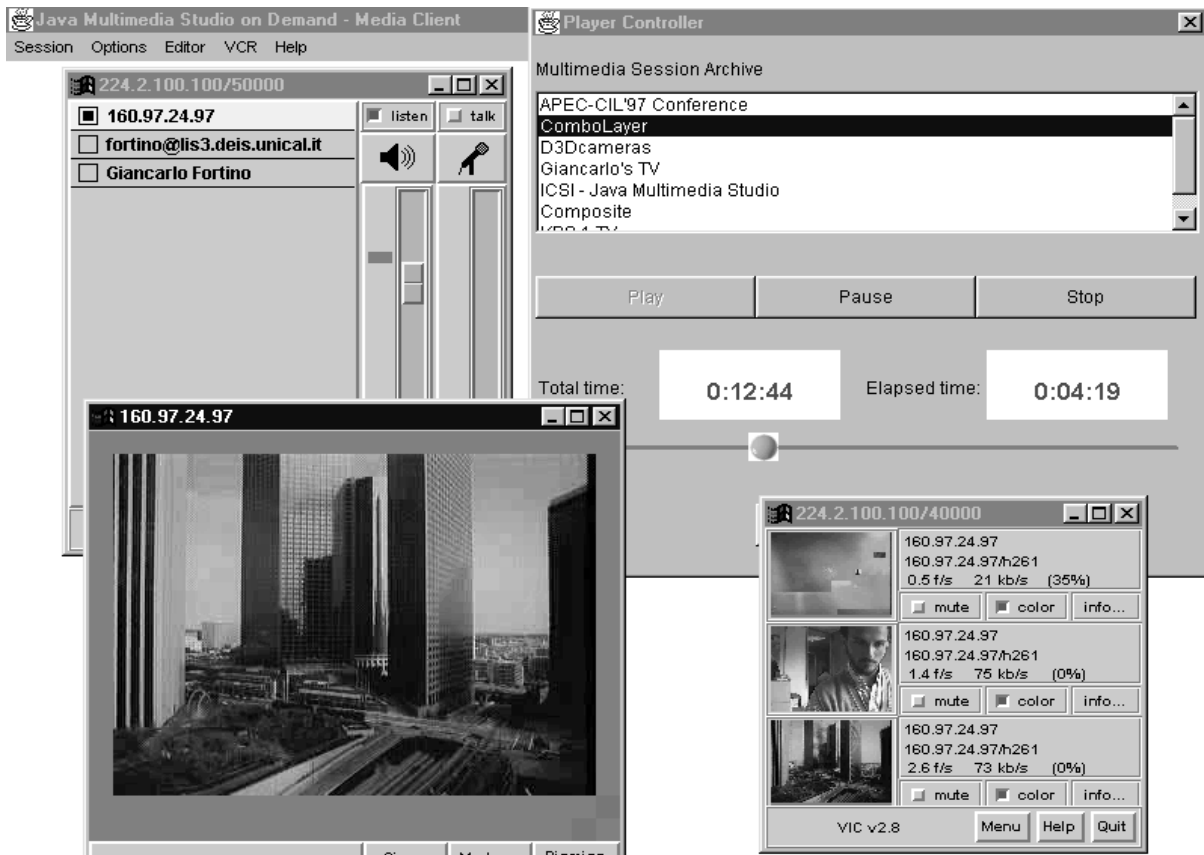 Java Multimedia Studio on Demand - Media Client
Session Options Editor VCR Help
224.2.100.100/50000
160.97.24.97
fortino@lis3.deis.unical.it
Giancarlo Fortino
listen talk
Player Controller
Multimedia Session Archive
APEC-CIL'97 Conference
ComboLayer
D3Dcameras
Giancarlo's TV
ICSI - Java Multimedia Studio
Composite
Play Pause Stop
Total time: 0:12:44 Elapsed time: 0:04:19
160.97.24.97
Dismiss
224.2.100.100/40000
160.97.24.97
160.97.24.97/h261
0.5 f/s 21 kb/s (35%)
mute color info...
160.97.24.97
160.97.24.97/h261
1.4 f/s 75 kb/s (0%)
mute color info...
160.97.24.97
160.97.24.97/h261
2.6 f/s 73 kb/s (0%)
mute color info...
VIC v2.8 Menu Help Quit